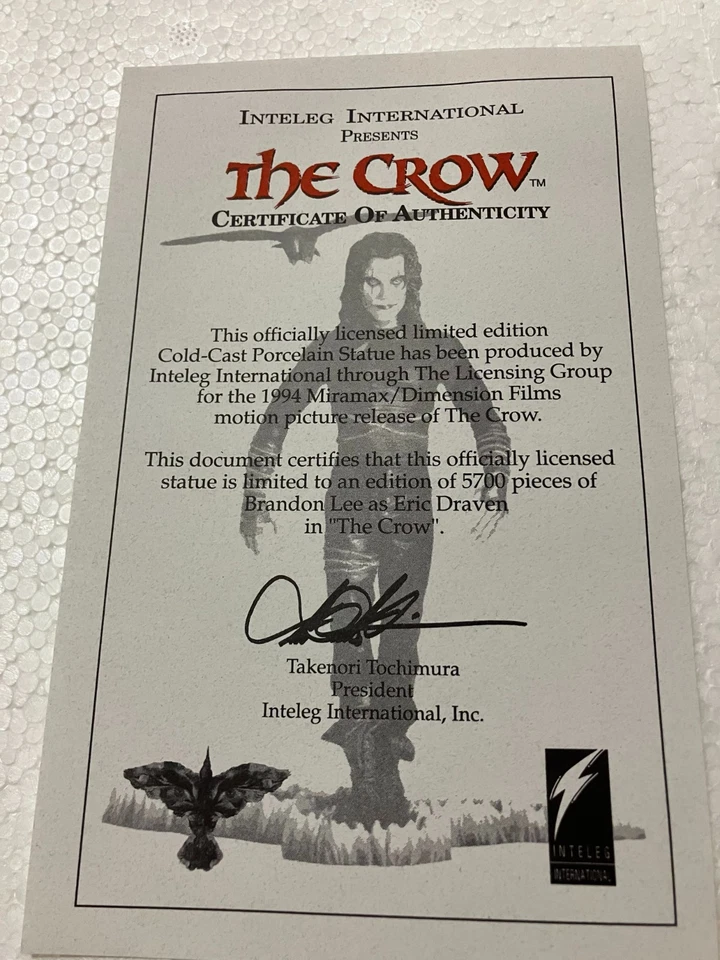 INTELEG INTERNATIONAL
PRESENTS
THE CROW™
CERTIFICATE OF AUTHENTICITY
This officially licensed limited edition
Cold-Cast Porcelain Statue has been produced by
Inteleg International through The Licensing Group
for the 1994 Miramax/Dimension Films
motion picture release of The Crow.
This document certifies that this officially licensed
statue is limited to an edition of 5700 pieces of
Brandon Lee as Eric Draven
in "The Crow".
Takenori Tochimura
President
Inteleg International, Inc.
INTELEG
INTERNATIONAL